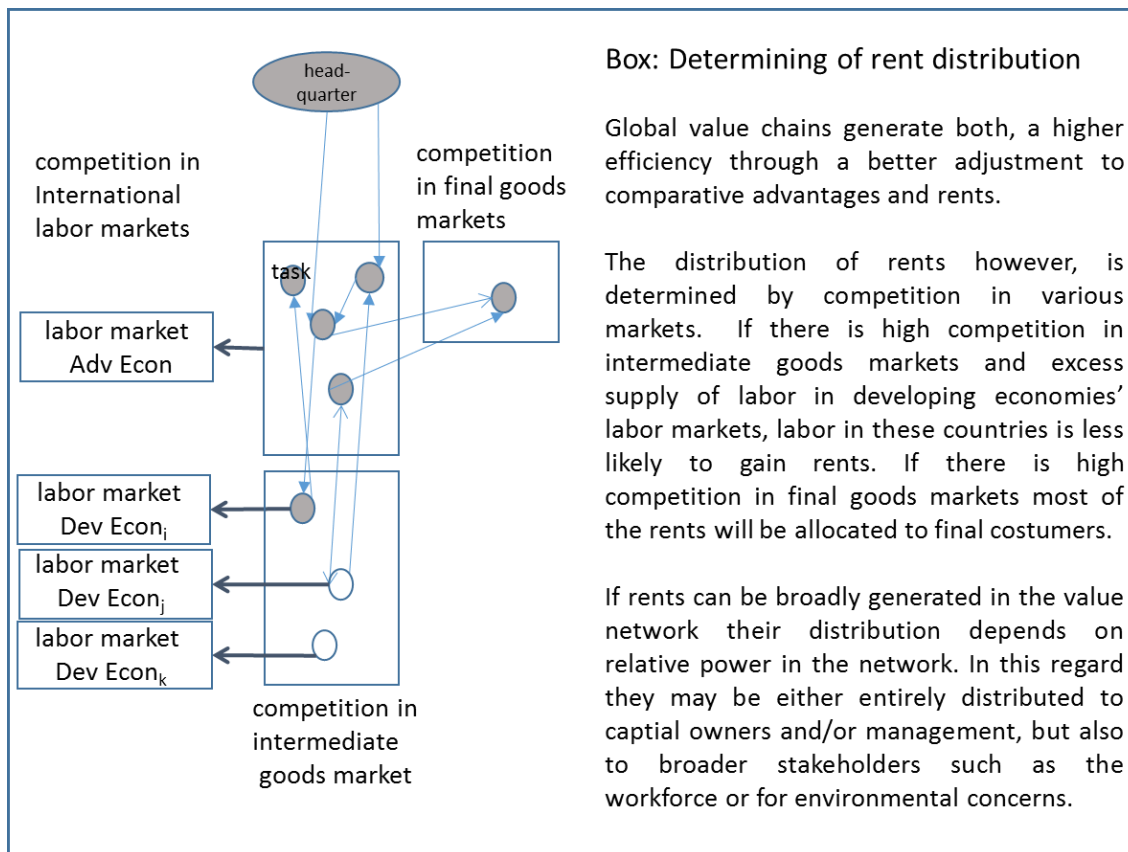 head-
quarter
competition in
International
labor markets
competition
in final goods
markets
task
labor market
Adv Econ
labor market
Dev Econi
labor market
Dev Econj
labor market
Dev Econk
competition in
intermediate
goods market
Box: Determining of rent distribution
Global value chains generate both, a higher
efficiency through a better adjustment to
comparative advantages and rents.
The distribution of rents however, is
determined by competition in various
markets. If there is high competition in
intermediate goods markets and excess
supply of labor in developing economies’
labor markets, labor in these countries is less
likely to gain rents. If there is high
competition in final goods markets most of
the rents will be allocated to final costumers.
If rents can be broadly generated in the value
network their distribution depends on
relative power in the network. In this regard
they may be either entirely distributed to
captial owners and/or management, but also
to broader stakeholders such as the
workforce or for environmental concerns.